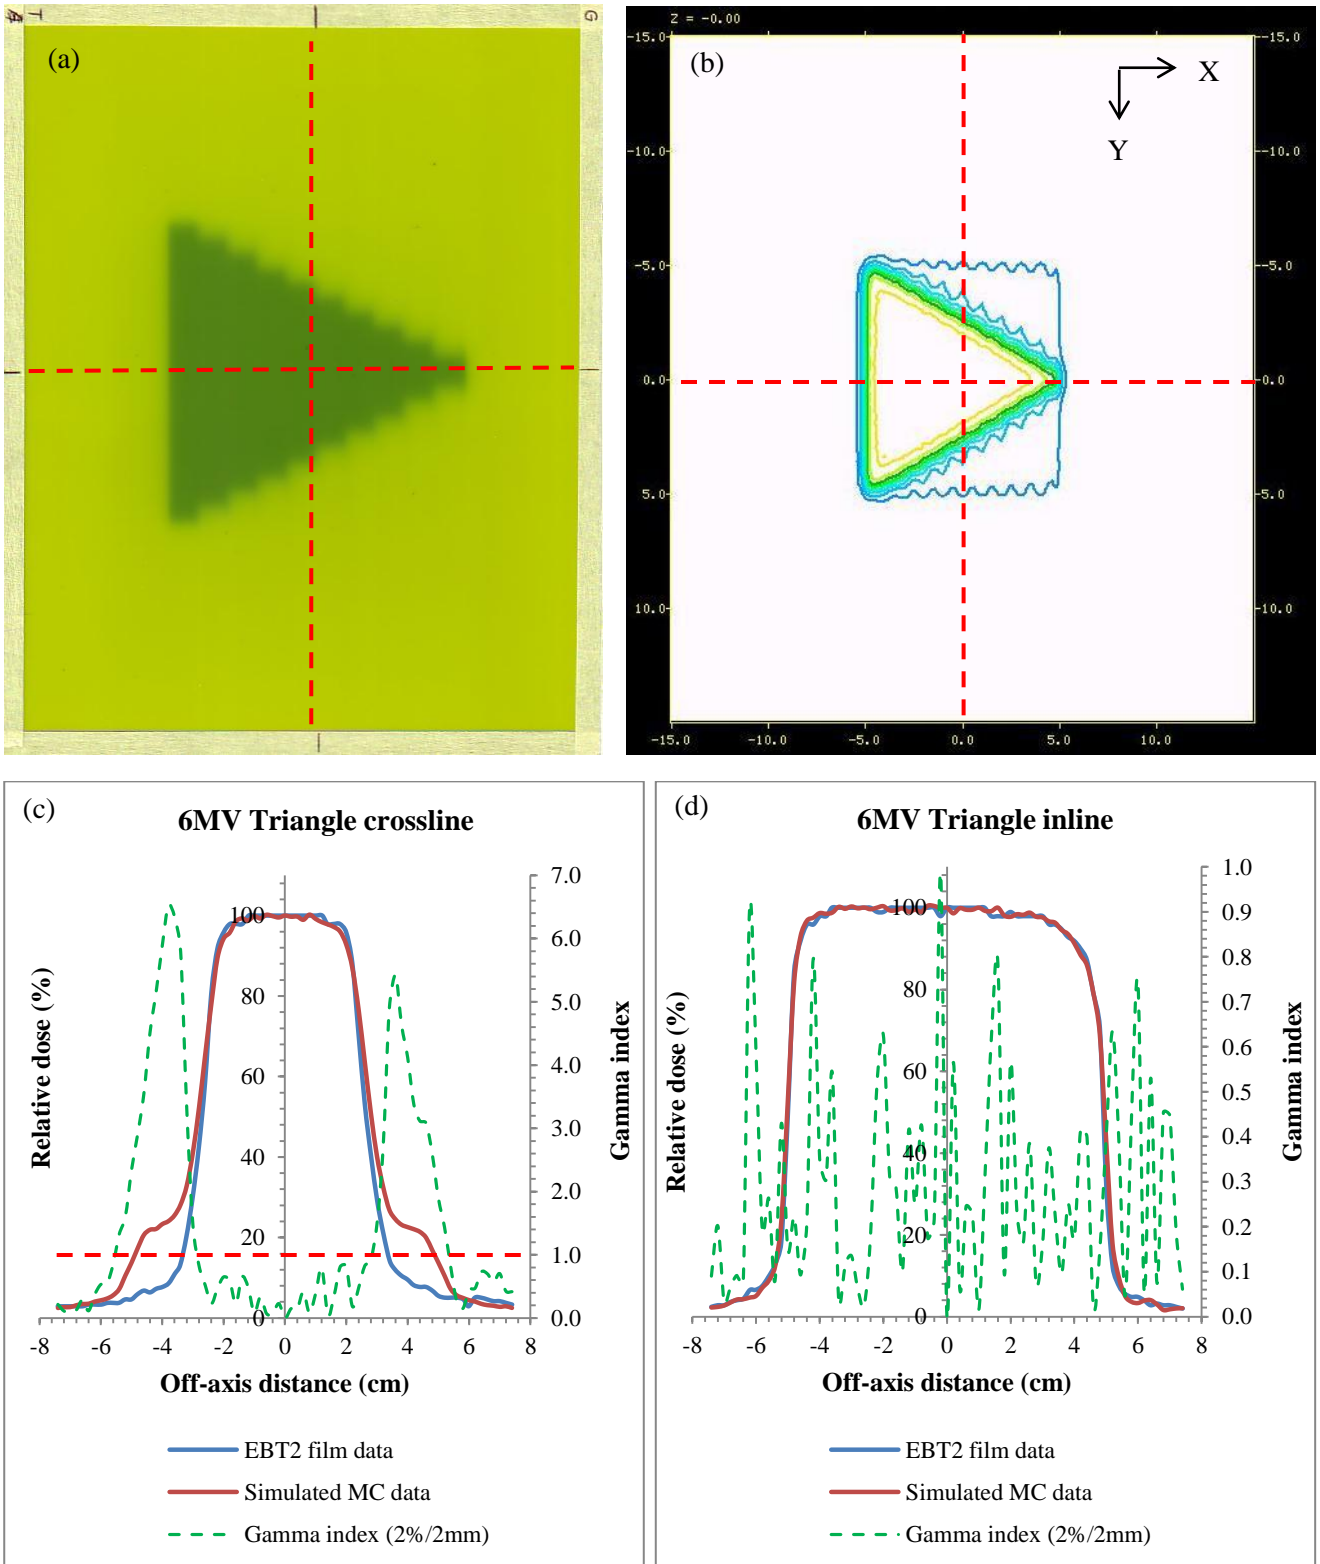 T
G
(a)
Z = -0.00
-15.0
-15.0
(b)
X
Y
-10.0
-10.0
-5.0
-5.0
0.0
0.0
5.0
5.0
10.0
10.0
-15.0 -10.0 -5.0 0.0 5.0 10.0
(c)
6MV Triangle crossline
Relative dose (%)
100
80
60
40
20
0
7.0
6.0
5.0
4.0
3.0
2.0
1.0
0.0
Gamma index
-8 -6 -4 -2 0 2 4 6 8
Off-axis distance (cm)
EBT2 film data
Simulated MC data
Gamma index (2%/2mm)
(d)
6MV Triangle inline
Relative dose (%)
100
80
60
40
20
0
1.0
0.9
0.8
0.7
0.6
0.5
0.4
0.3
0.2
0.1
0.0
Gamma index
-8 -6 -4 -2 0 2 4 6 8
Off-axis distance (cm)
EBT2 film data
Simulated MC data
Gamma index (2%/2mm)